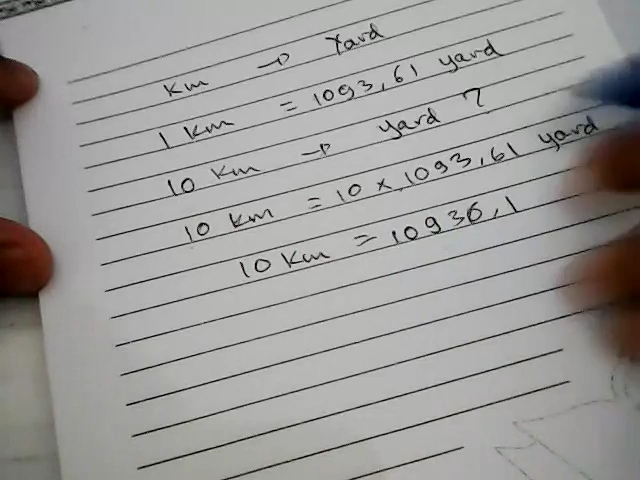 Km → Yard
1 Km = 1093,61 yard
10 Km → yard ?
10 Km = 10 x 1093,61 yard
10 Km = 10936,1